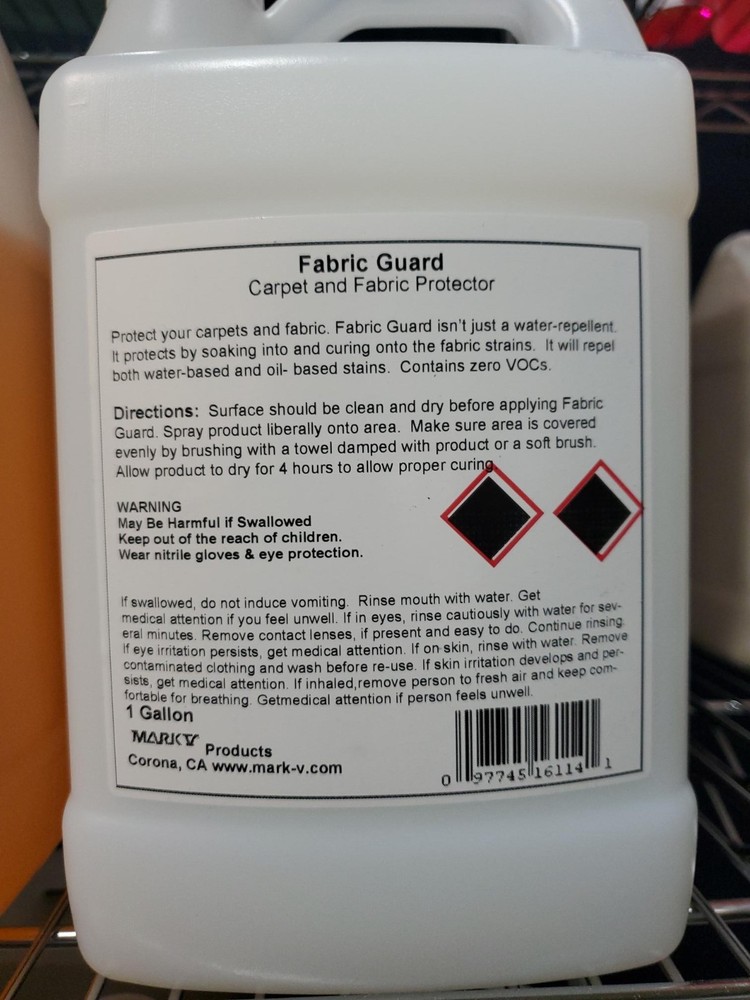 Fabric Guard
Carpet and Fabric Protector
Protect your carpets and fabric. Fabric Guard isn't just a water-repellent.
It protects by soaking into and curing onto the fabric strains. It will repel
both water-based and oil- based stains. Contains zero VOCs.
Directions: Surface should be clean and dry before applying Fabric
Guard. Spray product liberally onto area. Make sure area is covered
evenly by brushing with a towel damped with product or a soft brush.
Allow product to dry for 4 hours to allow proper curing.
WARNING
May Be Harmful if Swallowed
Keep out of the reach of children.
Wear nitrile gloves & eye protection.
If swallowed, do not induce vomiting. Rinse mouth with water. Get
medical attention if you feel unwell. If in eyes, rinse cautiously with water for sev-
eral minutes. Remove contact lenses, if present and easy to do. Continue rinsing.
If eye irritation persists, get medical attention. If on skin, rinse with water. Remove
contaminated clothing and wash before re-use. If skin irritation develops and per-
sists, get medical attention. If inhaled,remove person to fresh air and keep com-
fortable for breathing. Getmedical attention if person feels unwell.
1 Gallon
MARK V Products
Corona, CA www.mark-v.com
0 97745 16114 1